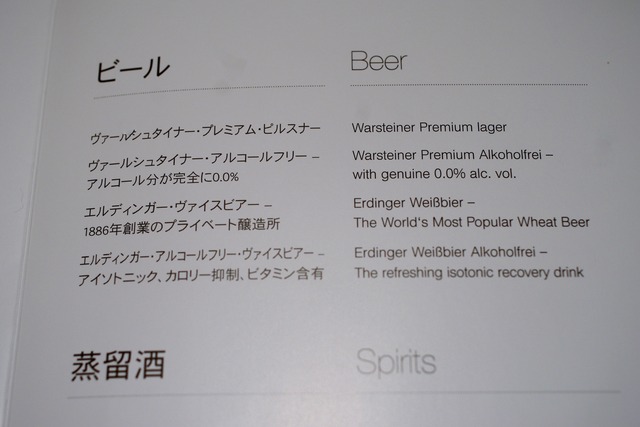 ビール
ヴァールシュタイナー・プレミアム・ピルスナー
ヴァールシュタイナー・アルコールフリー –
アルコール分が完全に0.0%
エルディンガー・ヴァイスビアー –
1886年創業のプライベート醸造所
エルディンガー・アルコールフリー・ヴァイスビアー –
アイソトニック、カロリー抑制、ビタミン含有
蒸留酒
Beer
Warsteiner Premium lager
Warsteiner Premium Alkoholfrei –
with genuine 0.0% alc. vol.
Erdinger Weißbier –
The World's Most Popular Wheat Beer
Erdinger Weißbier Alkoholfrei –
The refreshing isotonic recovery drink
Spirits